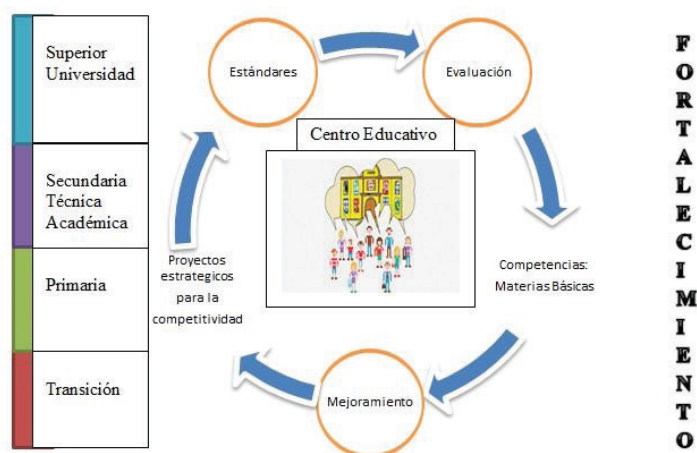 Superior
Universidad
Secundaria
Técnica
Académica
Primaria
Transición
Estándares
Evaluación
Centro Educativo
Proyectos
estrategicos
para la
competitividad
Competencias:
Materias Básicas
Mejoramiento
FORTALECIMIENTO